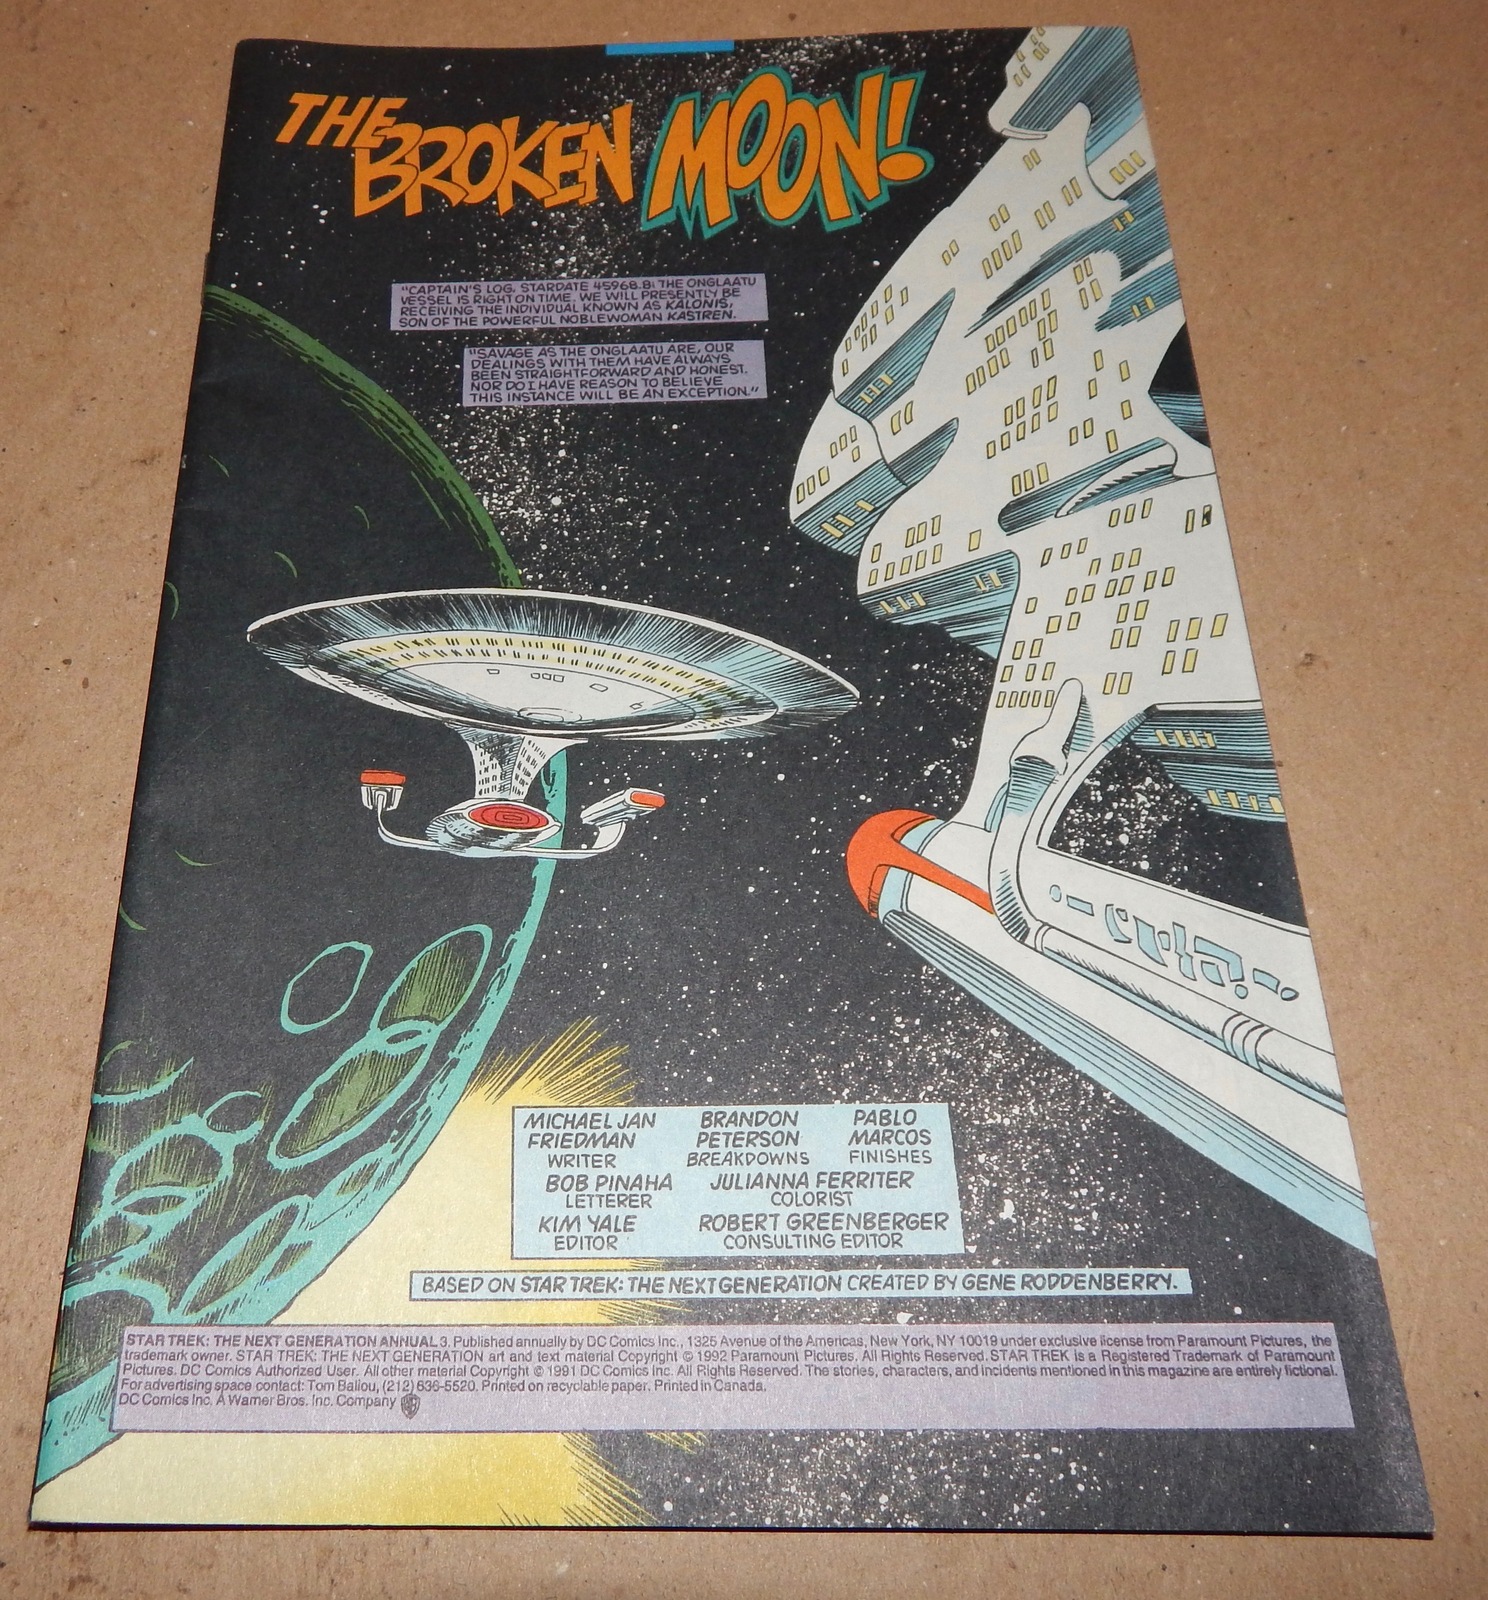 THE
BROKEN MOON!
"CAPTAIN'S LOG, STARDATE 45968.8: THE ONGLAATU
VESSEL IS RIGHT ON TIME. WE WILL PRESENTLY BE
RECEIVING THE INDIVIDUAL KNOWN AS KALONIS,
SON OF THE POWERFUL NOBLEWOMAN KASTREN.
"SAVAGE AS THE ONGLAATU ARE, OUR
DEALINGS WITH THEM HAVE ALWAYS
BEEN STRAIGHTFORWARD AND HONEST.
NOR DO I HAVE REASON TO BELIEVE
THIS INSTANCE WILL BE AN EXCEPTION."
MICHAEL JAN
FRIEDMAN
WRITER
BRANDON
PETERSON
BREAKDOWNS
PABLO
MARCOS
FINISHES
BOB PINAHA
LETTERER
JULIANNA FERRITER
COLORIST
KIM YALE
EDITOR
ROBERT GREENBERGER
CONSULTING EDITOR
BASED ON STAR TREK: THE NEXT GENERATION CREATED BY GENE RODDENBERRY.
STAR TREK: THE NEXT GENERATION ANNUAL 3. Published annually by DC Comics Inc., 1325 Avenue of the Americas, New York, NY 10019 under exclusive license from Paramount Pictures, the
trademark owner. STAR TREK: THE NEXT GENERATION art and text material Copyright © 1992 Paramount Pictures. All Rights Reserved. STAR TREK is a Registered Trademark of Paramount
Pictures. DC Comics Authorized User. All other material Copyright © 1991 DC Comics Inc. All Rights Reserved. The stories, characters, and incidents mentioned in this magazine are entirely fictional.
For advertising space contact: Tom Ballou, (212) 636-5520. Printed on recyclable paper. Printed in Canada.
DC Comics Inc. A Warner Bros. Inc. Company